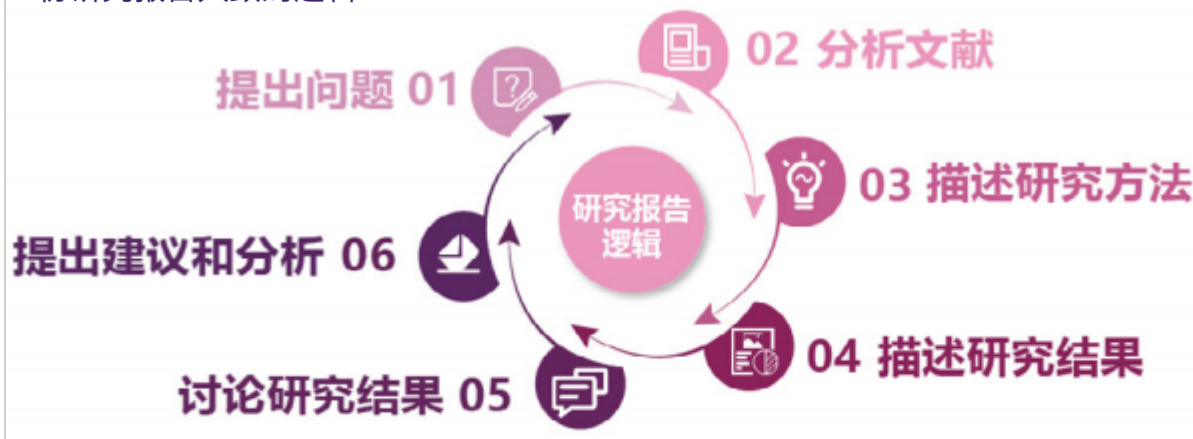 提出问题 01
02 分析文献
03 描述研究方法
研究报告
逻辑
提出建议和分析 06
04 描述研究结果
讨论研究结果 05